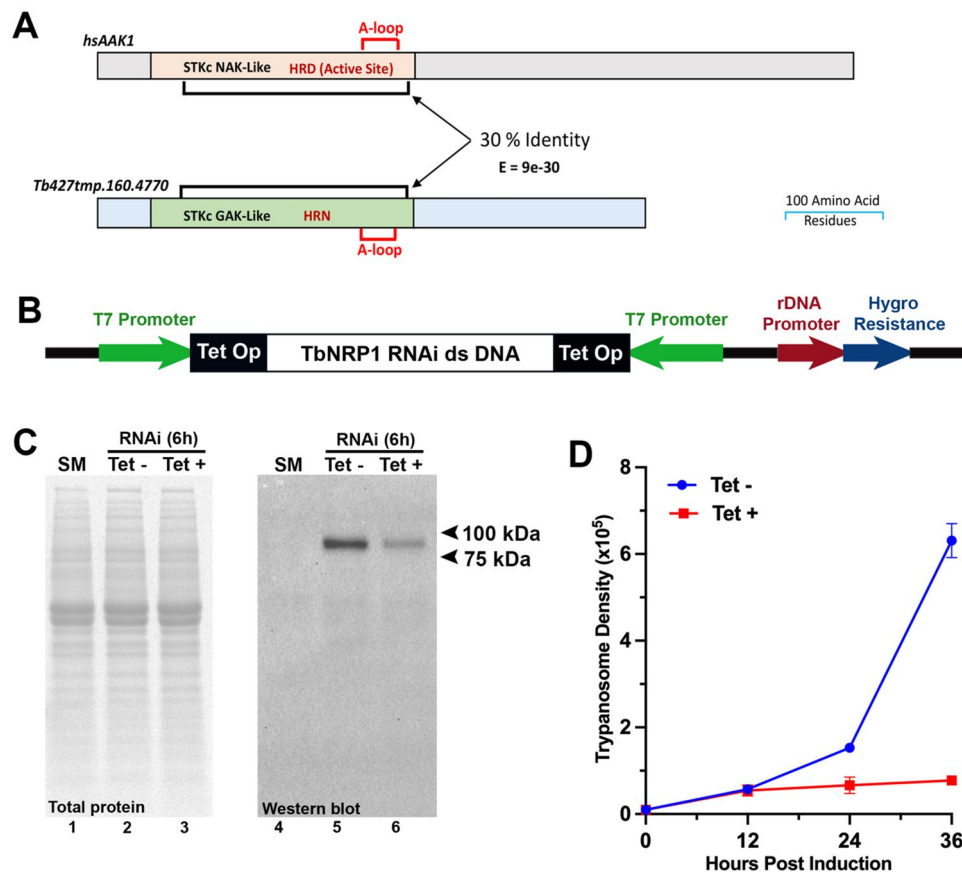 A
hsAAK1
A-loop
STKc NAK-Like HRD (Active Site)
30 % Identity
E = 9e-30
Tb427tmp.160.4770
STKc GAK-Like HRN
A-loop
100 Amino Acid
Residues
B
T7 Promoter
T7 Promoter
rDNA
Promoter
Hygro
Resistance
Tet Op
TbNRP1 RNAi ds DNA
Tet Op
C
RNAi (6h)
SM Tet - Tet +
Total protein
1 2 3
RNAi (6h)
SM Tet - Tet +
100 kDa
75 kDa
Western blot
4 5 6
D
Tet -
Tet +
Trypanosome Density (x10⁵)
8
6
4
2
0
0 12 24 36
Hours Post Induction